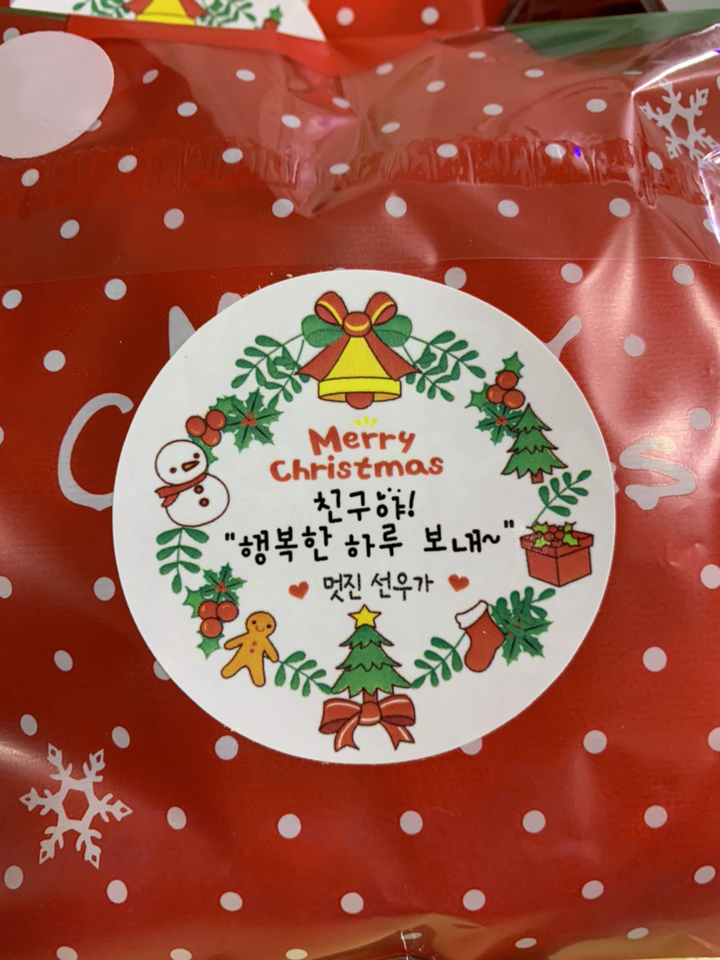 Merry
Christmas
친구야!
"행복한 하루 보내~"
멋진 선우가